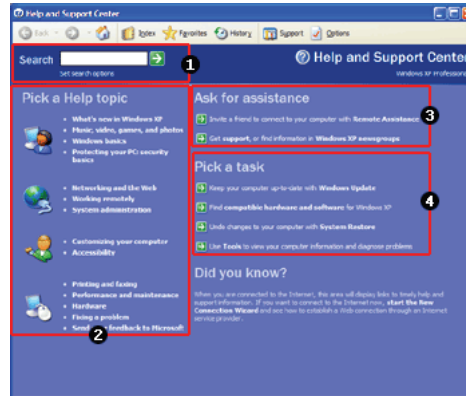 Help and Support Center
Back Index Favorites History Support Options
Search
Set search options
1
Help and Support Center
Windows XP Professional
Pick a Help topic
What's new in Windows XP
Music, video, games, and photos
Windows basics
Protecting your PC: security
basics
Networking and the Web
Working remotely
System administration
Customizing your computer
Accessibility
Printing and faxing
Performance and maintenance
Hardware
Fixing a problem
Send feedback to Microsoft
2
Ask for assistance
Invite a friend to connect to your computer with Remote Assistance
Get support, or find information in Windows XP newsgroups
3
Pick a task
Keep your computer up-to-date with Windows Update
Find compatible hardware and software for Windows XP
Undo changes to your computer with System Restore
Use Tools to view your computer information and diagnose problems
4
Did you know?
When you are connected to the Internet, this area will display links to timely help and
support information. If you want to connect to the Internet now, start the New
Connection Wizard and see how to establish a Web connection through an Internet
service provider.